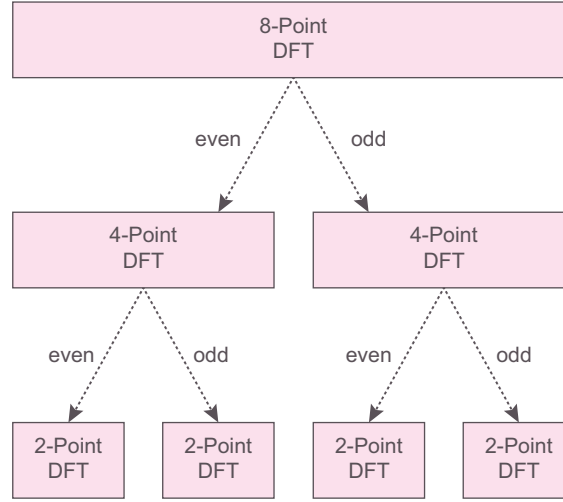 8-Point
DFT
even
odd
4-Point
DFT
4-Point
DFT
even
odd
even
odd
2-Point
DFT
2-Point
DFT
2-Point
DFT
2-Point
DFT